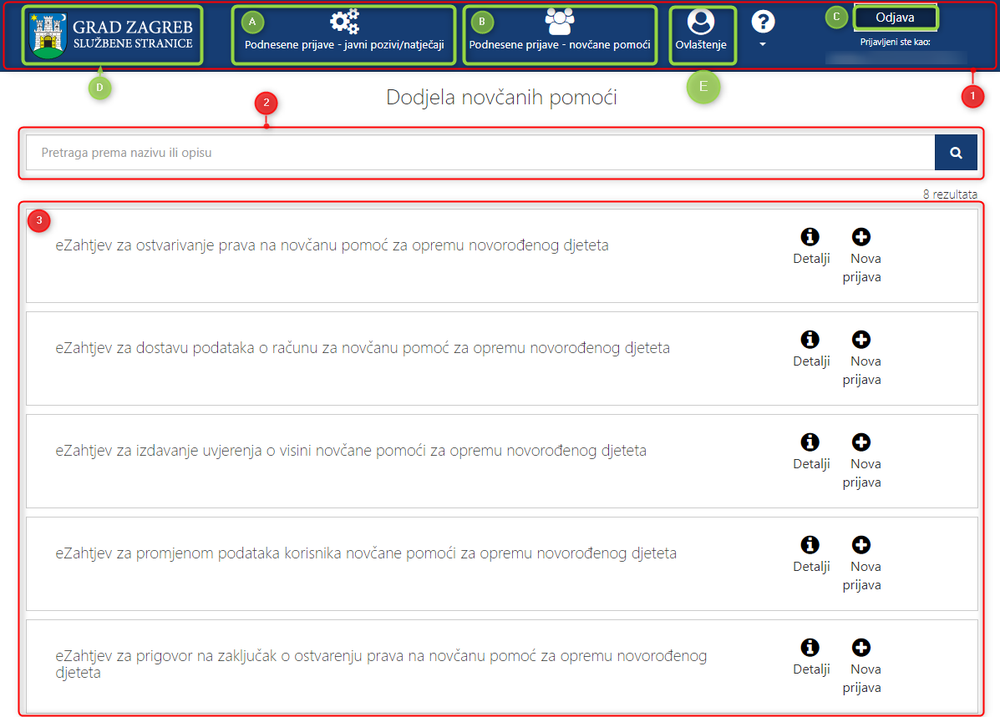 GRAD ZAGREB
SLUŽBENE STRANICE
A
Podnesene prijave - javni pozivi/natječaji
B
Podnesene prijave - novčane pomoći
Ovlaštenje
?
C
Odjava
Prijavljeni ste kao:
D
E
1
Dodjela novčanih pomoći
2
Pretraga prema nazivu ili opisu
8 rezultata
3
eZahtjev za ostvarivanje prava na novčanu pomoć za opremu novorođenog djeteta
Detalji
Nova
prijava
eZahtjev za dostavu podataka o računu za novčanu pomoć za opremu novorođenog djeteta
Detalji
Nova
prijava
eZahtjev za izdavanje uvjerenja o visini novčane pomoći za opremu novorođenog djeteta
Detalji
Nova
prijava
eZahtjev za promjenom podataka korisnika novčane pomoći za opremu novorođenog djeteta
Detalji
Nova
prijava
eZahtjev za prigovor na zaključak o ostvarenju prava na novčanu pomoć za opremu novorođenog
djeteta
Detalji
Nova
prijava